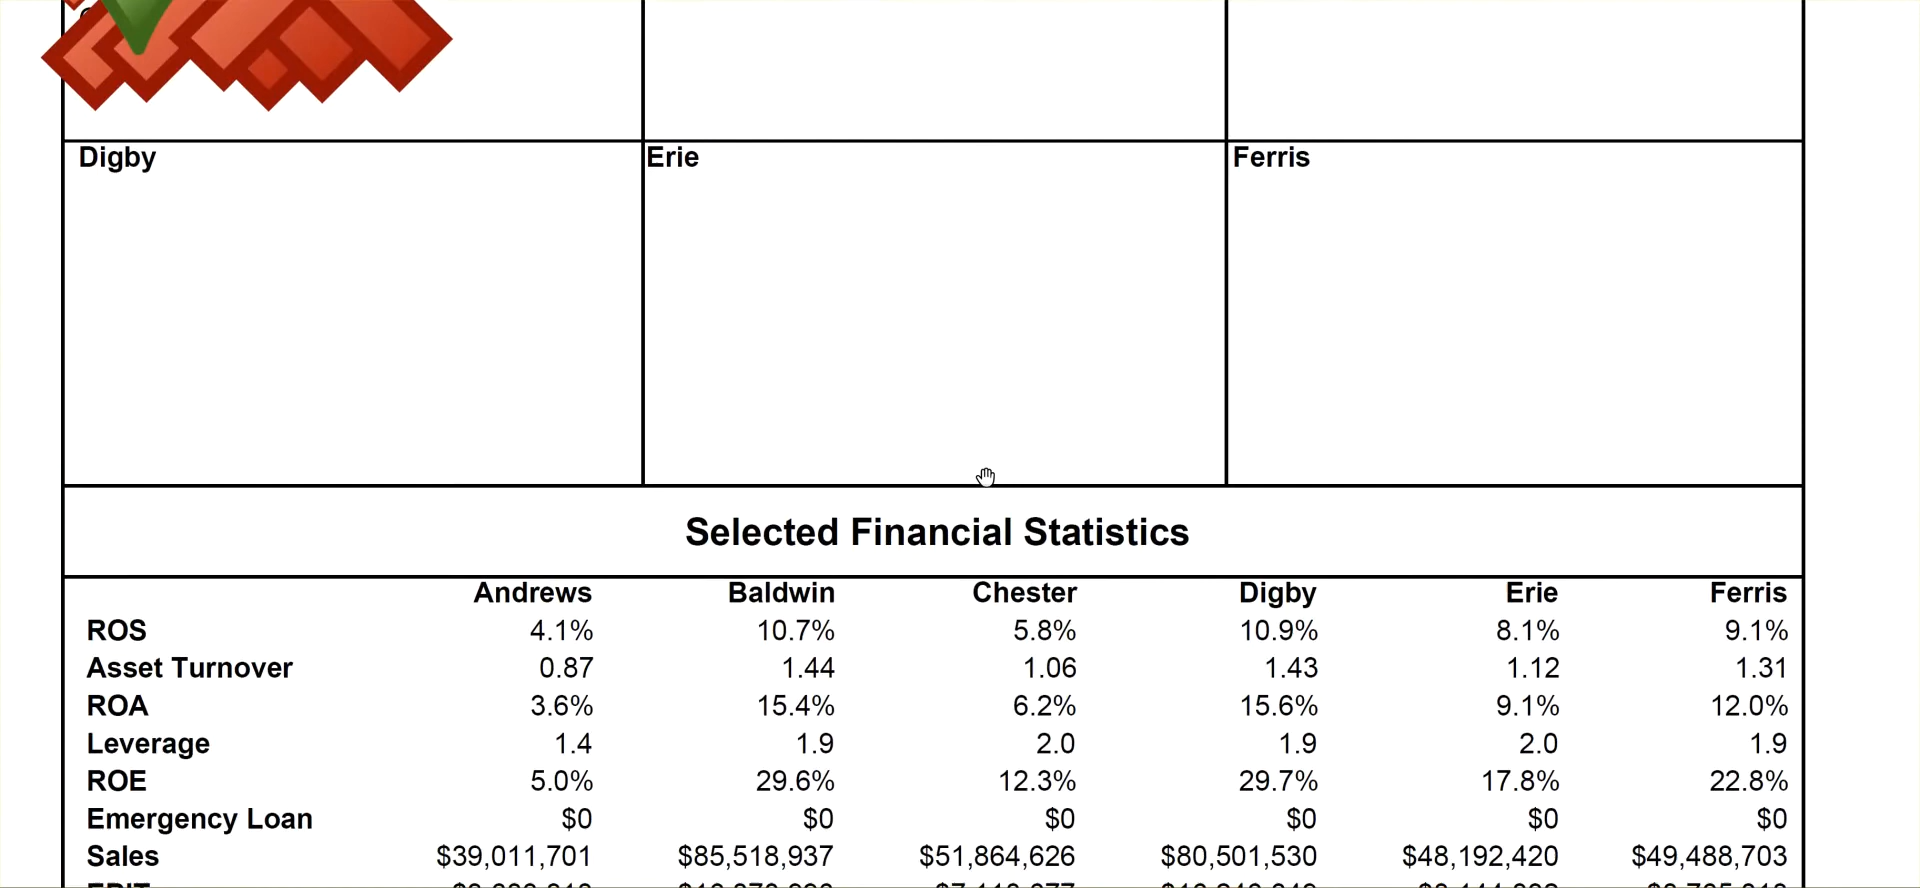 Digby Erie Ferris
Selected Financial Statistics
Andrews Baldwin Chester Digby Erie Ferris
ROS 4.1% 10.7% 5.8% 10.9% 8.1% 9.1%
Asset Turnover 0.87 1.44 1.06 1.43 1.12 1.31
ROA 3.6% 15.4% 6.2% 15.6% 9.1% 12.0%
Leverage 1.4 1.9 2.0 1.9 2.0 1.9
ROE 5.0% 29.6% 12.3% 29.7% 17.8% 22.8%
Emergency Loan $0 $0 $0 $0 $0 $0
Sales $39,011,701 $85,518,937 $51,864,626 $80,501,530 $48,192,420 $49,488,703